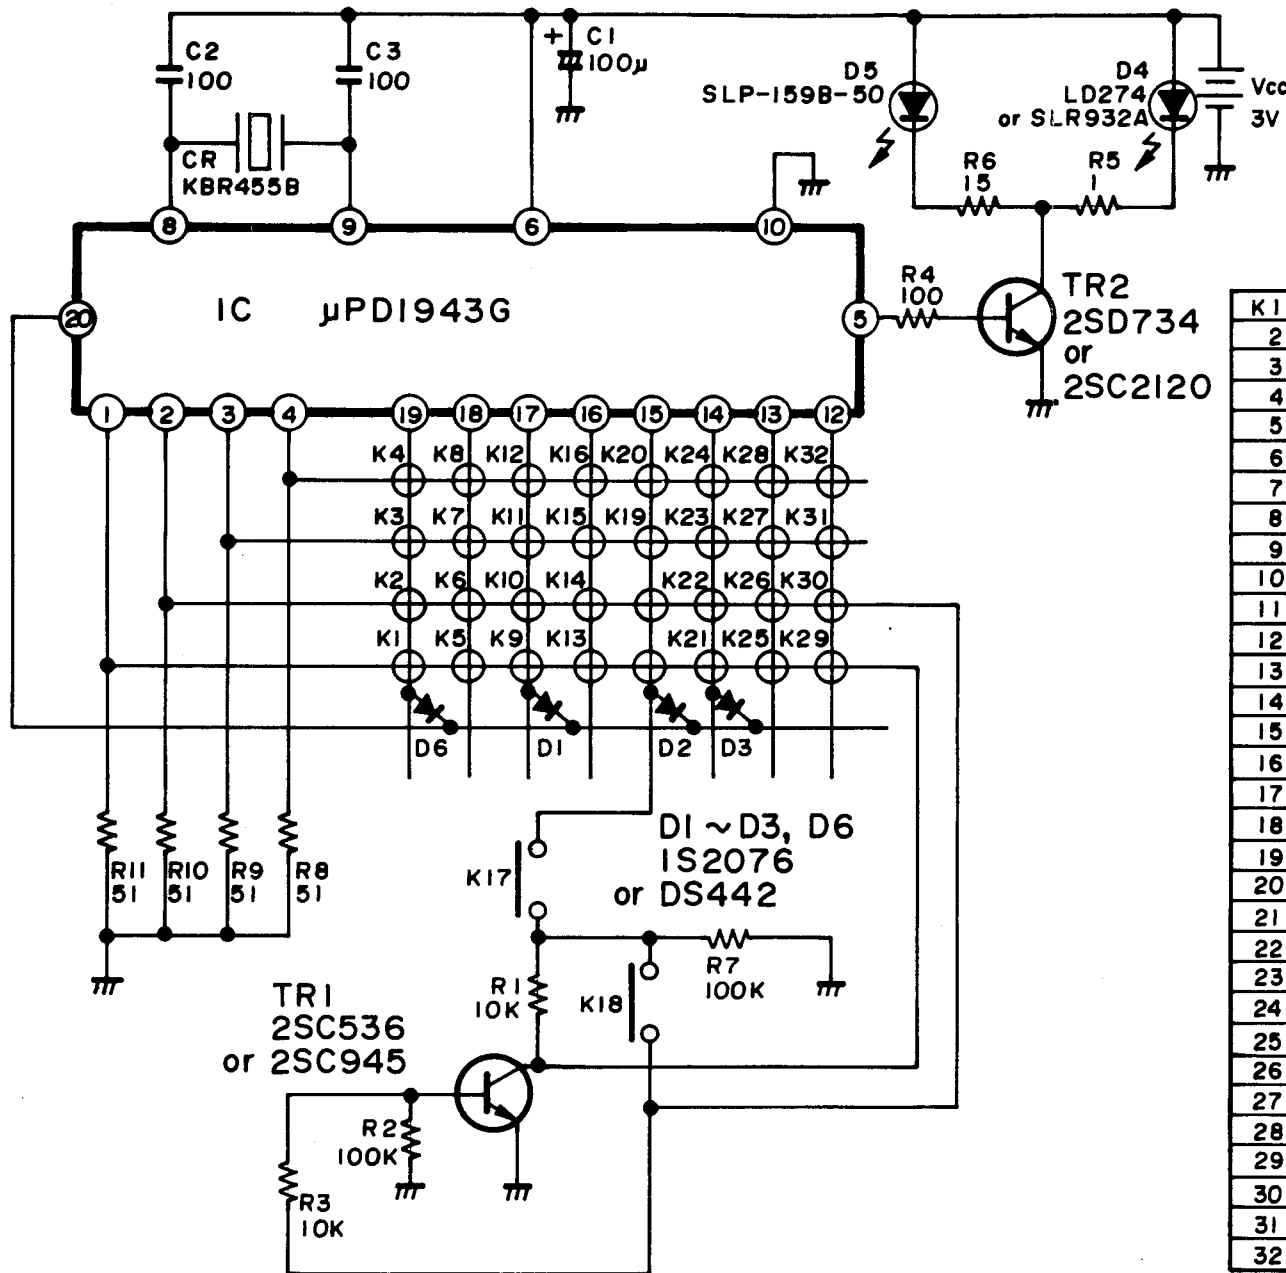 C2
100
C3
100
+ C1
100µ
D5
SLP-159B-50
D4
LD274
or SLR932A
Vcc
3V
CR
KBR455B
R6
15
R5
1
8
9
6
10
IC µPD1943G
20
5
R4
100
TR2
2SD734
or
2SC2120
1
2
3
4
19
18
17
16
15
14
13
12
K4 K8 K12 K16 K20 K24 K28 K32
K3 K7 K11 K15 K19 K23 K27 K31
K2 K6 K10 K14 K22 K26 K30
K1 K5 K9 K13 K21 K25 K29
D6 D1 D2 D3
R11
51
R10
51
R9
51
R8
51
D1 ~ D3, D6
1S2076
or DS442
K17
R1
10K
K18
R7
100K
TR1
2SC536
or 2SC945
R2
100K
R3
10K
K1
2
3
4
5
6
7
8
9
10
11
12
13
14
15
16
17
18
19
20
21
22
23
24
25
26
27
28
29
30
31
32